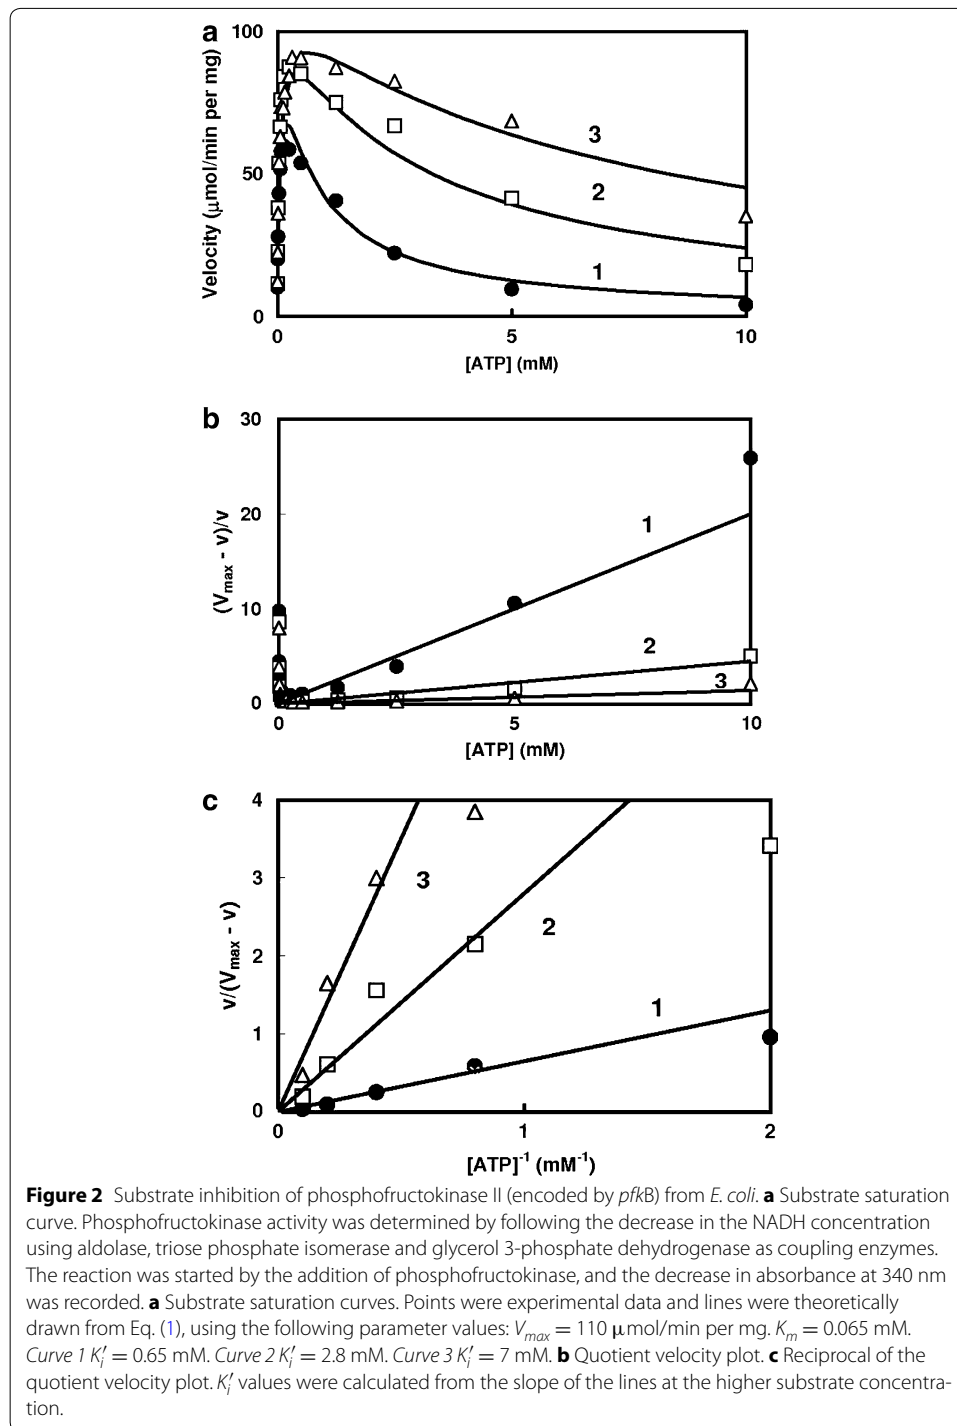 a
100
50
0
Velocity (μmol/min per mg)
3
2
1
0 5 10
[ATP] (mM)
b
30
20
10
0
(Vmax - v)/v
1
2
3
0 5 10
[ATP] (mM)
c
4
3
2
1
0
v/(Vmax - v)
3
2
1
0 1 2
[ATP]⁻¹ (mM⁻¹)
Figure 2 Substrate inhibition of phosphofructokinase II (encoded by pfkB) from E. coli. a Substrate saturation
curve. Phosphofructokinase activity was determined by following the decrease in the NADH concentration
using aldolase, triose phosphate isomerase and glycerol 3-phosphate dehydrogenase as coupling enzymes.
The reaction was started by the addition of phosphofructokinase, and the decrease in absorbance at 340 nm
was recorded. a Substrate saturation curves. Points were experimental data and lines were theoretically
drawn from Eq. (1), using the following parameter values: Vmax = 110 μmol/min per mg. Km = 0.065 mM.
Curve 1 K′i = 0.65 mM. Curve 2 K′i = 2.8 mM. Curve 3 K′i = 7 mM. b Quotient velocity plot. c Reciprocal of the
quotient velocity plot. K′i values were calculated from the slope of the lines at the higher substrate concentra-
tion.